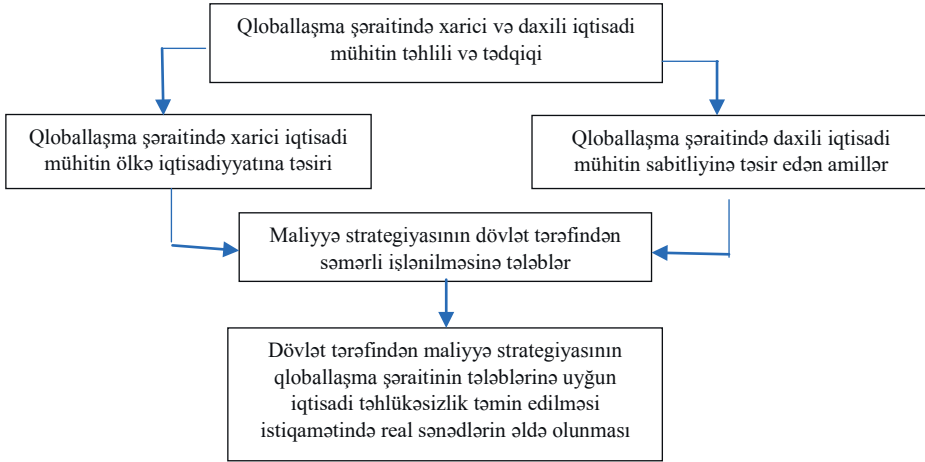 Qloballaşma şəraitində xarici və daxili iqtisadi
mühitin təhlili və tədqiqi
Qloballaşma şəraitində xarici iqtisadi
mühitin ölkə iqtisadiyyatına təsiri
Qloballaşma şəraitində daxili iqtisadi
mühitin sabitliyinə təsir edən amillər
Maliyyə strategiyasının dövlət tərəfindən
səmərli işlənilməsinə tələblər
Dövlət tərəfindən maliyyə strategiyasının
qloballaşma şəraitinin tələblərinə uyğun
iqtisadi təhlükəsizlik təmin edilməsi
istiqamətində real sənədlərin əldə olunması